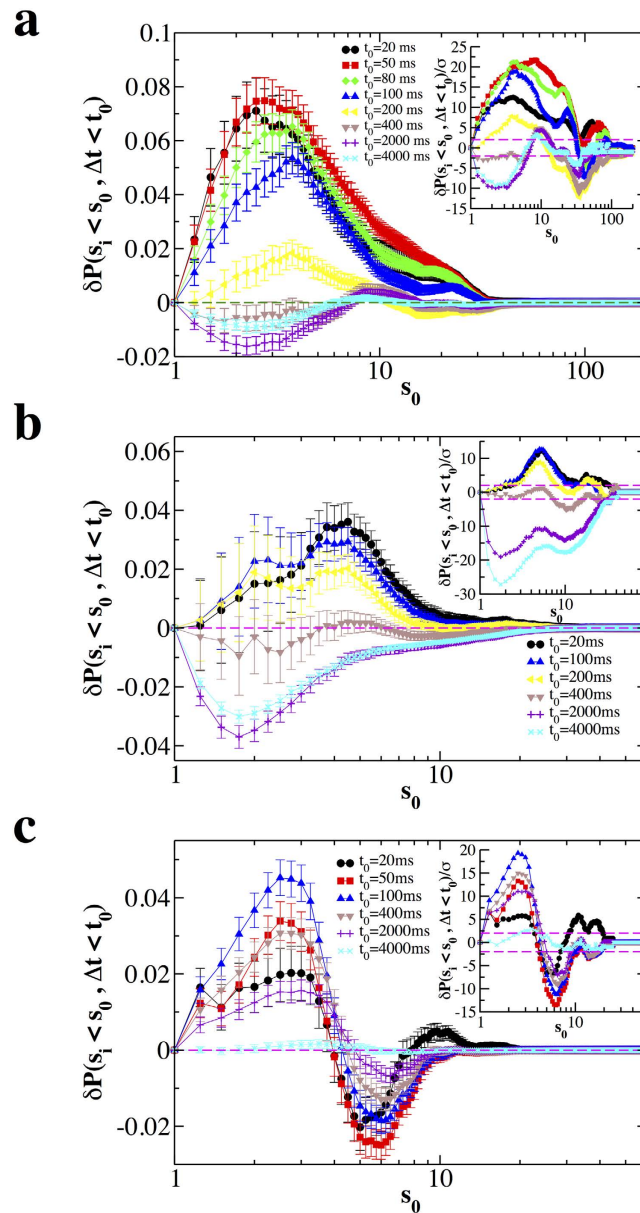 a
δP(s_i < s_0 , Δt < t_0)
0.1
0.08
0.06
0.04
0.02
0
-0.02
1
10
100
s_0
t_0=20 ms
t_0=50 ms
t_0=80 ms
t_0=100 ms
t_0=200 ms
t_0=400 ms
t_0=2000 ms
t_0=4000 ms
δP(s_i < s_0 , Δt < t_0)/σ
25
20
15
10
5
0
-5
-10
-15
1
10
100
s_0
b
δP(s_i < s_0 , Δt < t_0)
0.06
0.04
0.02
0
-0.02
-0.04
1
10
s_0
δP(s_i < s_0 , Δt < t_0)/σ
10
0
-10
-20
-30
1
10
s_0
t_0=20ms
t_0=100ms
t_0=200ms
t_0=400ms
t_0=2000ms
t_0=4000ms
c
δP(s_i < s_0 , Δt < t_0)
0.04
0.02
0
-0.02
1
10
s_0
t_0=20ms
t_0=50ms
t_0=100ms
t_0=400ms
t_0=2000ms
t_0=4000ms
δP(s_i < s_0 , Δt < t_0)/σ
20
15
10
5
0
-5
-10
-15
1
10
s_0